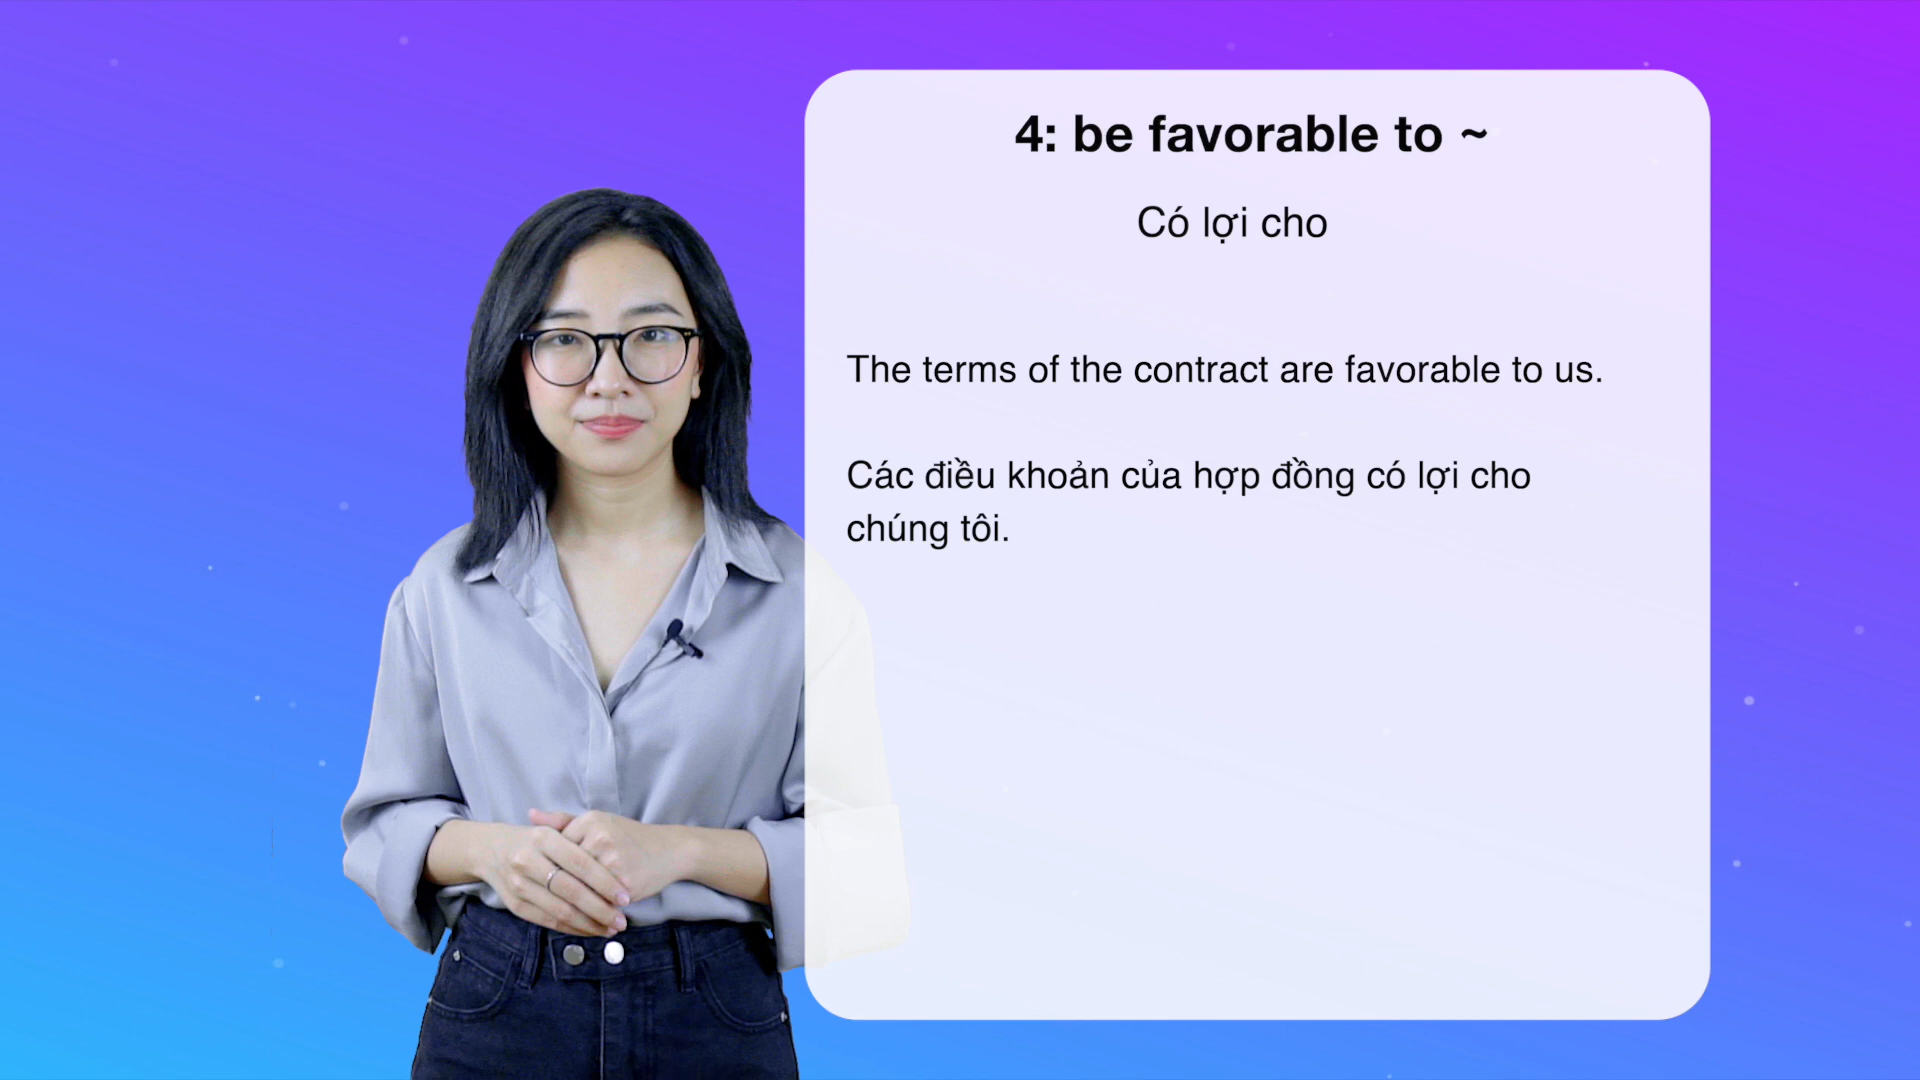 4: be favorable to ~
Có lợi cho
The terms of the contract are favorable to us.
Các điều khoản của hợp đồng có lợi cho
chúng tôi.